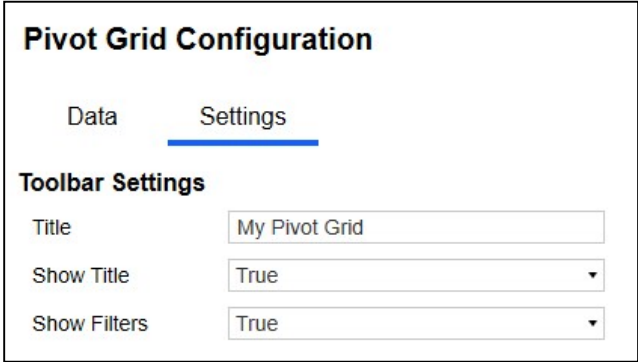 Pivot Grid Configuration
Data Settings
Toolbar Settings
Title My Pivot Grid
Show Title True
Show Filters True